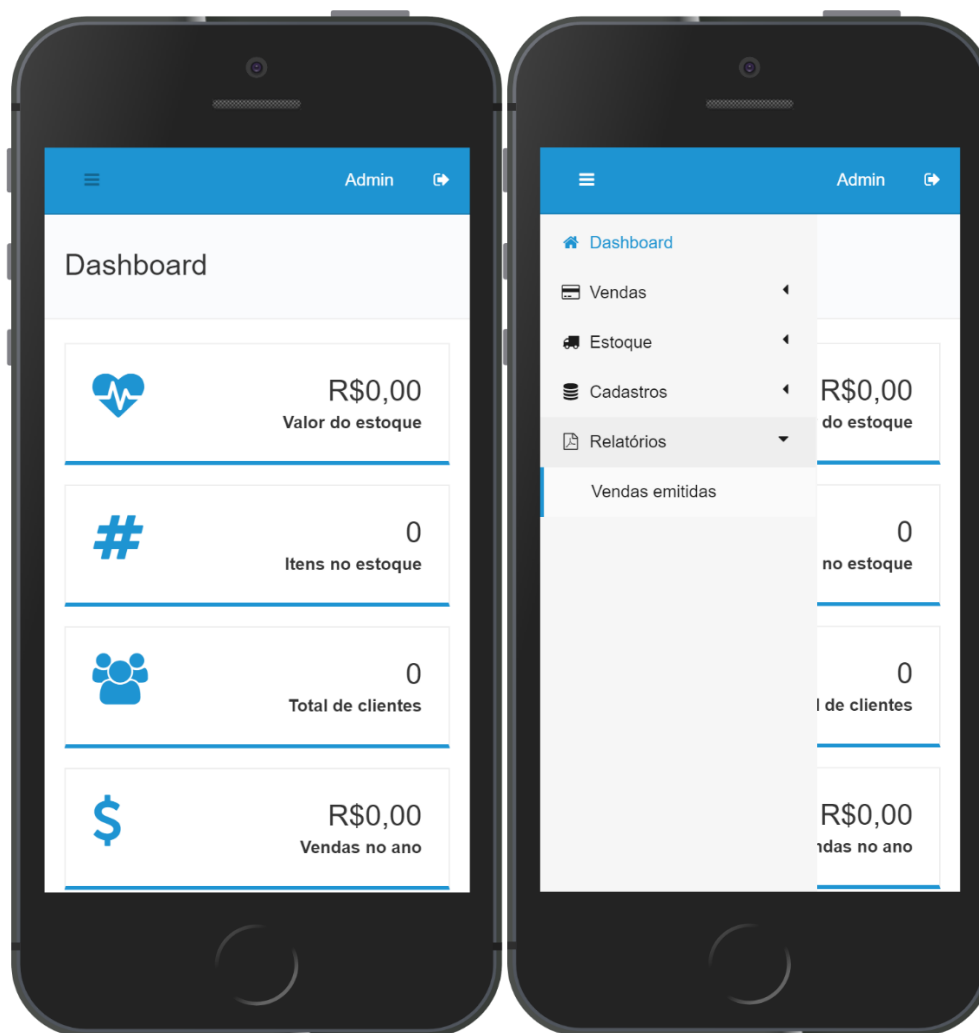 Admin
Dashboard
R$0,00
Valor do estoque
0
Itens no estoque
0
Total de clientes
R$0,00
Vendas no ano
Admin
Dashboard
Vendas
Estoque
Cadastros
Relatórios
Vendas emitidas
R$0,00
do estoque
0
no estoque
0
de clientes
R$0,00
ndas no ano